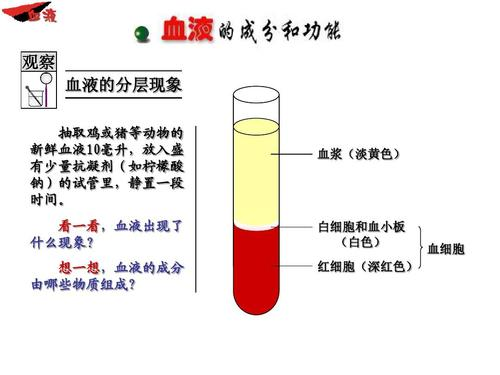 血液
血液的成分和功能
观察
血液的分层现象
抽取鸡或猪等动物的
新鲜血液10毫升，放入盛
有少量抗凝剂（如柠檬酸
钠）的试管里，静置一段
时间。
看一看，血液出现了
什么现象？
想一想，血液的成分
由哪些物质组成？
血浆（淡黄色）
白细胞和血小板
（白色）
血细胞
红细胞（深红色）